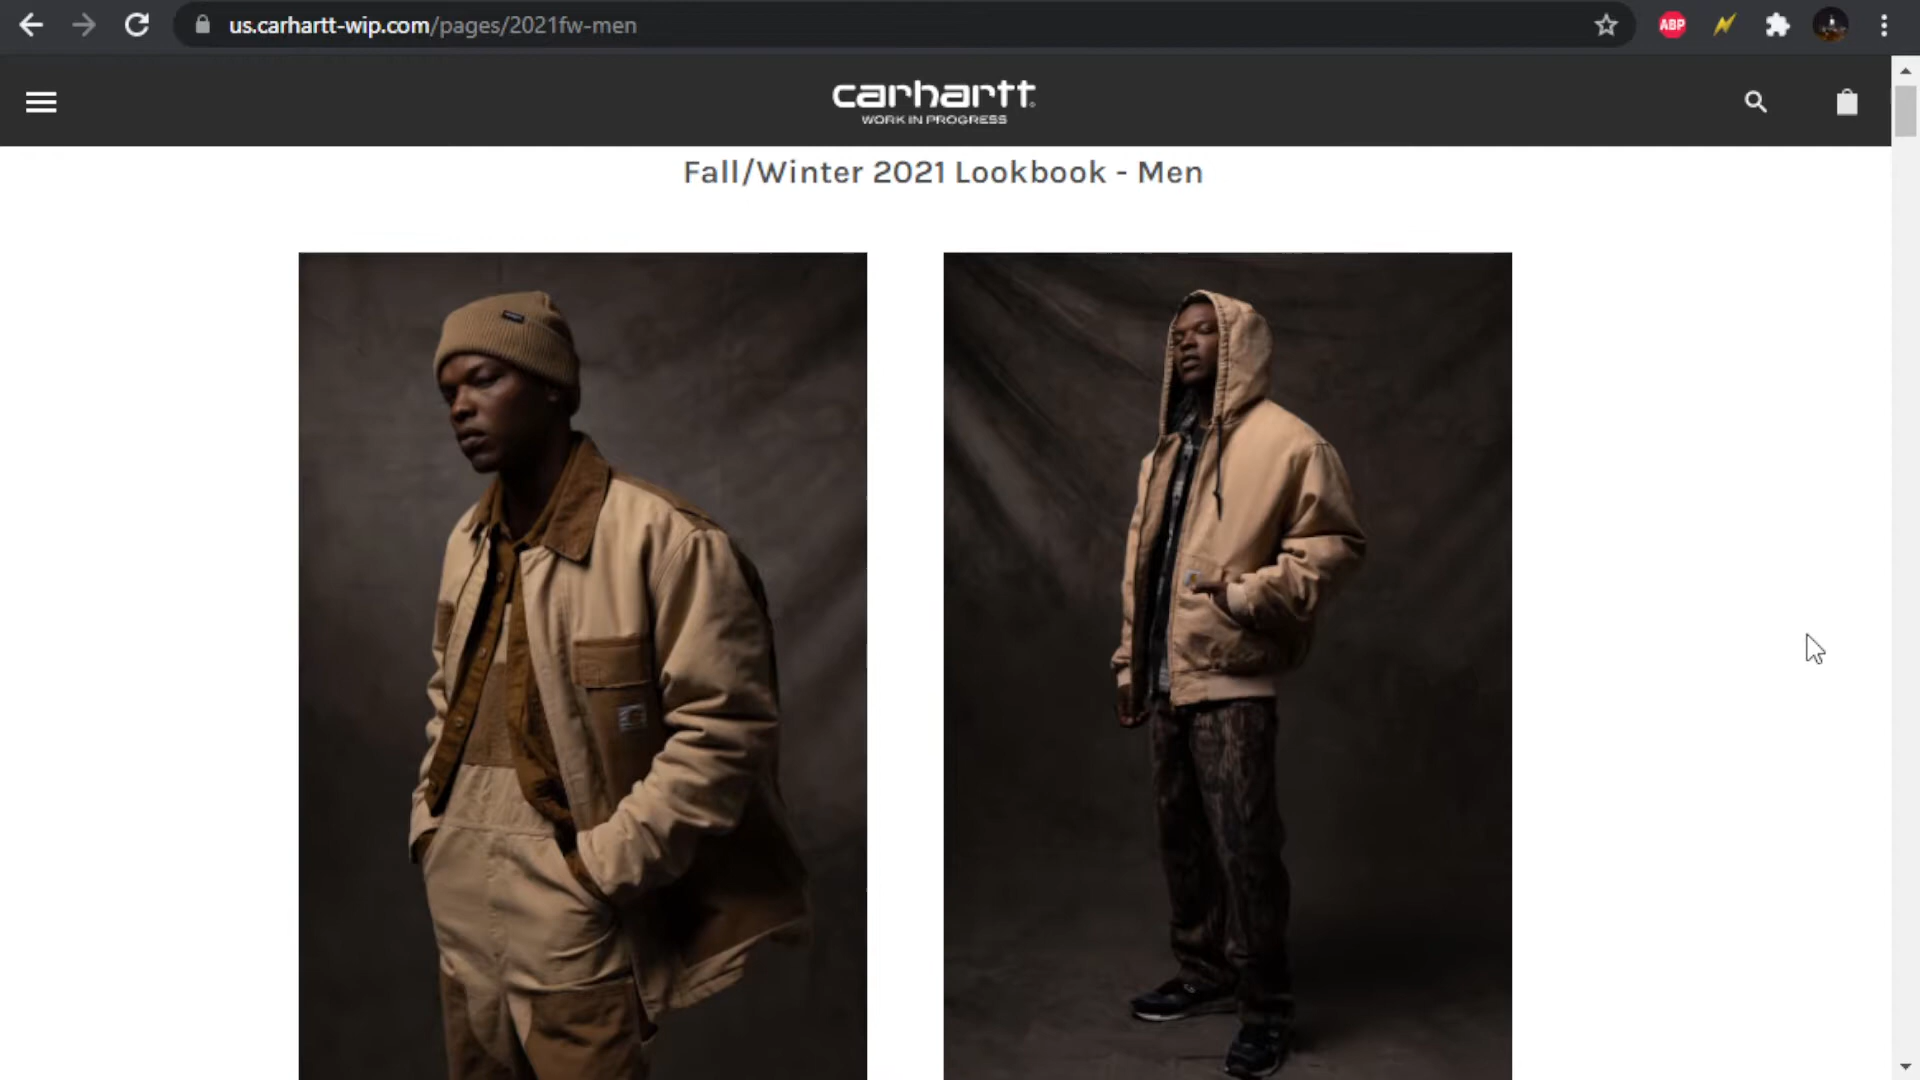 us.carhartt-wip.com/pages/2021fw-men
ABP
carhartt
WORK IN PROGRESS
Fall/Winter 2021 Lookbook - Men